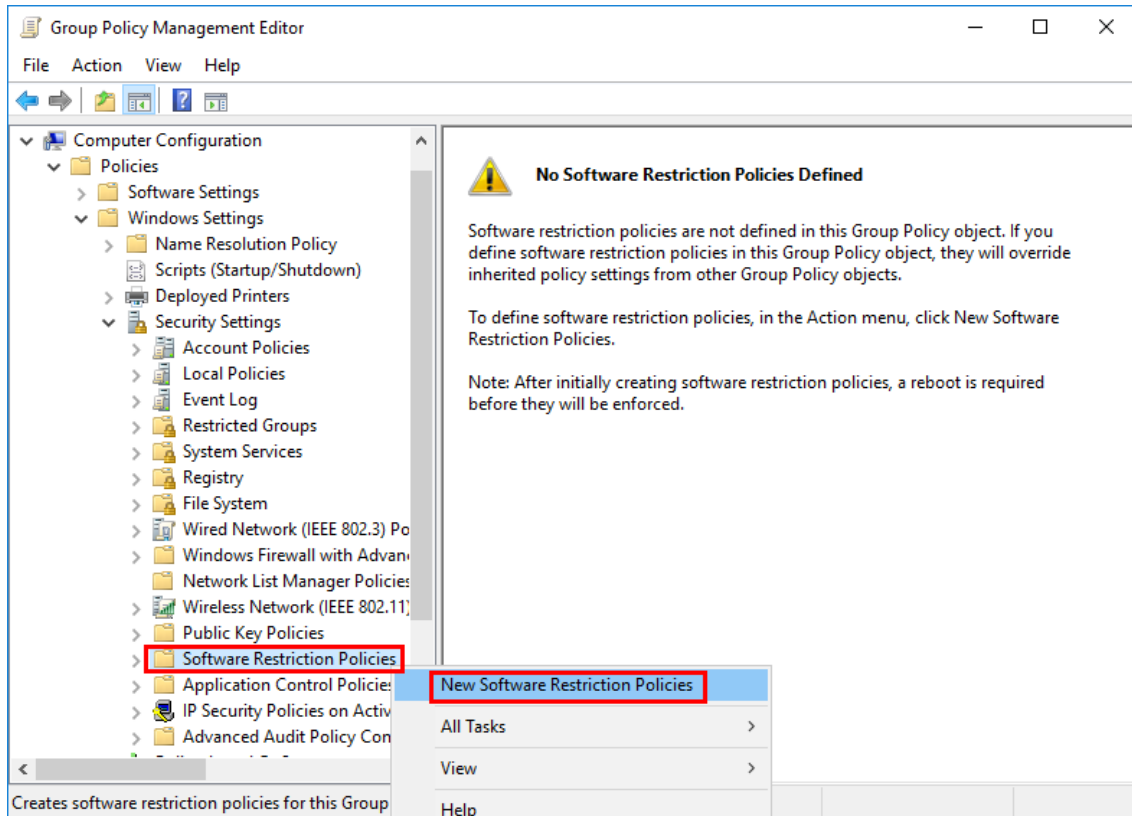 Group Policy Management Editor
File Action View Help
Computer Configuration
Policies
Software Settings
Windows Settings
Name Resolution Policy
Scripts (Startup/Shutdown)
Deployed Printers
Security Settings
Account Policies
Local Policies
Event Log
Restricted Groups
System Services
Registry
File System
Wired Network (IEEE 802.3) Po
Windows Firewall with Advan
Network List Manager Policies
Wireless Network (IEEE 802.11)
Public Key Policies
Software Restriction Policies
Application Control Policies
IP Security Policies on Activ
Advanced Audit Policy Con
Creates software restriction policies for this Group
No Software Restriction Policies Defined
Software restriction policies are not defined in this Group Policy object. If you
define software restriction policies in this Group Policy object, they will override
inherited policy settings from other Group Policy objects.
To define software restriction policies, in the Action menu, click New Software
Restriction Policies.
Note: After initially creating software restriction policies, a reboot is required
before they will be enforced.
New Software Restriction Policies
All Tasks
View
Help